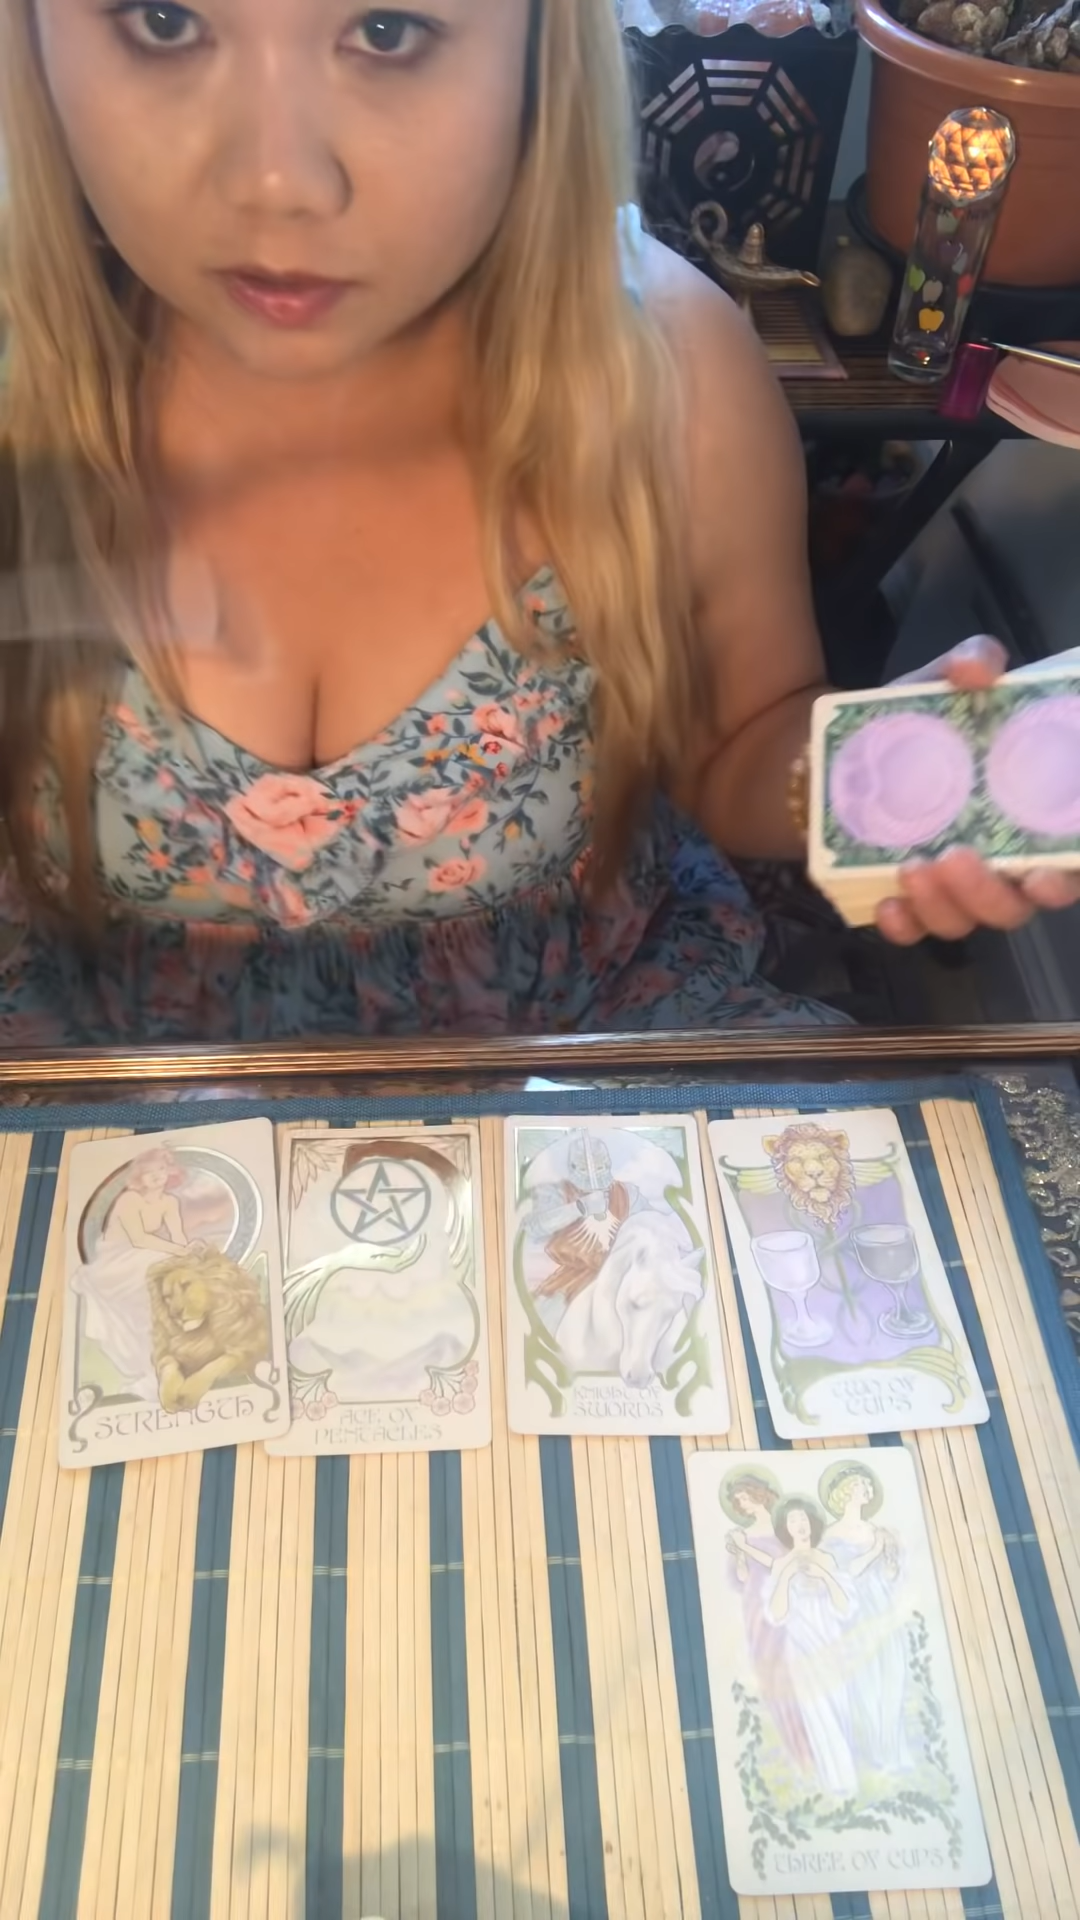 STRENGTH
ACE OF
PENTACLES
KNIGHT OF
SWORDS
TWO OF
CUPS
THREE OF CUPS